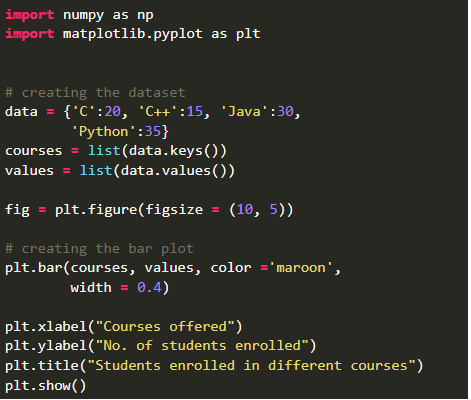 import numpy as np
import matplotlib.pyplot as plt
# creating the dataset
data = {'C':20, 'C++':15, 'Java':30,
        'Python':35}
courses = list(data.keys())
values = list(data.values())
fig = plt.figure(figsize = (10, 5))
# creating the bar plot
plt.bar(courses, values, color ='maroon',
        width = 0.4)
plt.xlabel("Courses offered")
plt.ylabel("No. of students enrolled")
plt.title("Students enrolled in different courses")
plt.show()